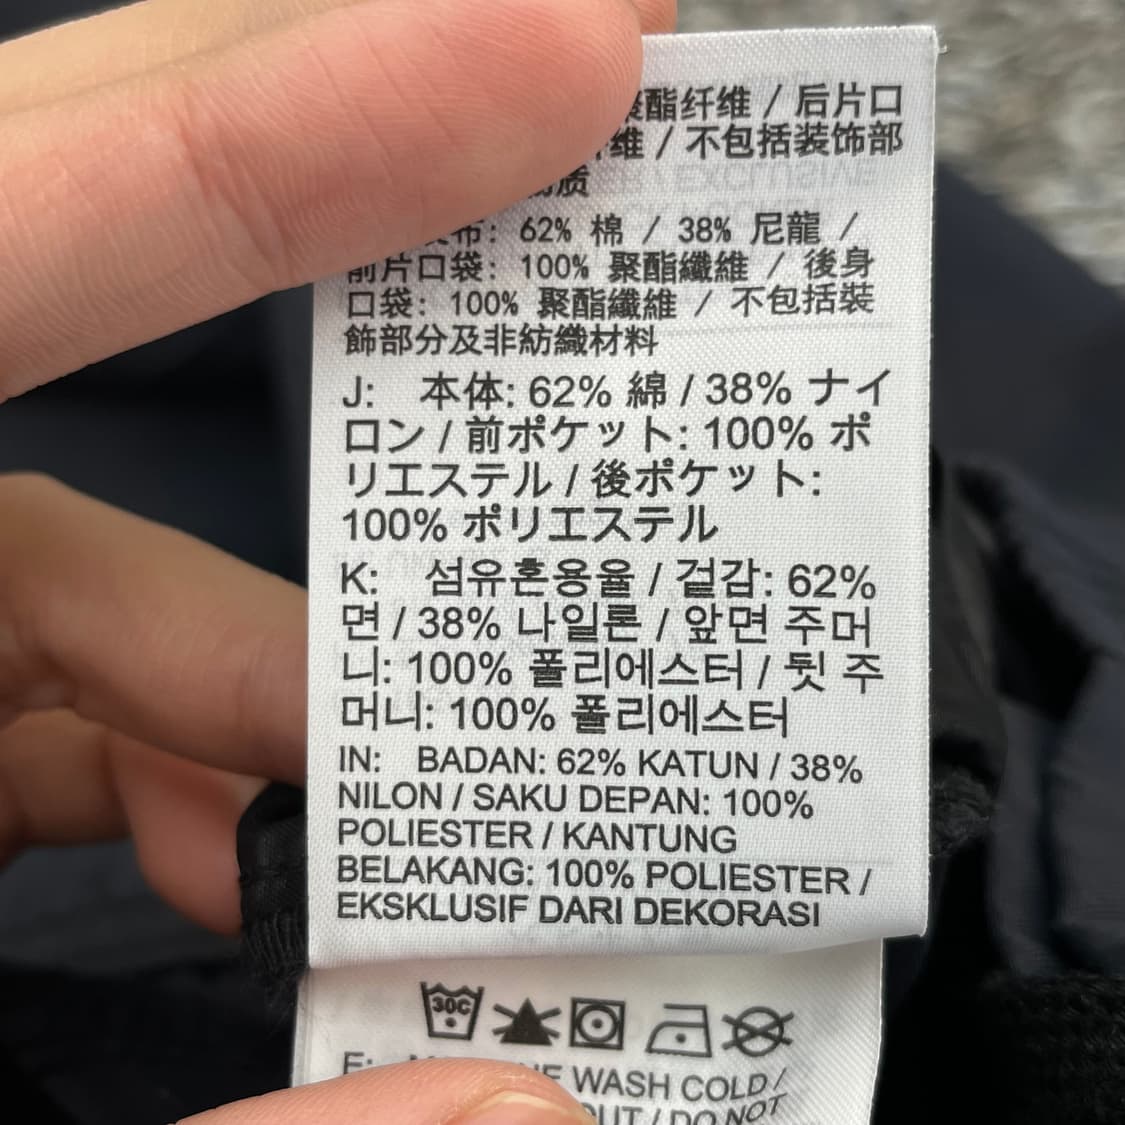 聚酯纤维 / 后片口
维 / 不包括装饰部
质
布: 62% 棉 / 38% 尼龍 /
前片口袋: 100% 聚酯纖維 / 後身
口袋: 100% 聚酯纖維 / 不包括裝
飾部分及非紡織材料
J: 本体: 62% 綿 / 38% ナイ
ロン / 前ポケット: 100% ポ
リエステル / 後ポケット:
100% ポリエステル
K: 섬유혼용율 / 겉감: 62%
면 / 38% 나일론 / 앞면 주머
니: 100% 폴리에스터 / 뒷 주
머니: 100% 폴리에스터
IN: BADAN: 62% KATUN / 38%
NILON / SAKU DEPAN: 100%
POLIESTER / KANTUNG
BELAKANG: 100% POLIESTER /
EKSKLUSIF DARI DEKORASI
30C
E: WASH COLD /
/ DO NOT